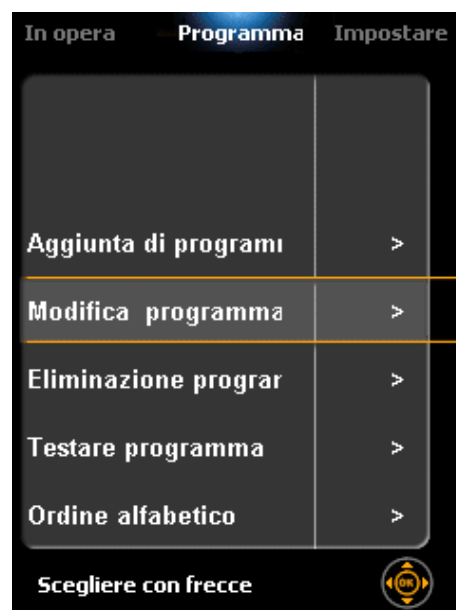 In opera Programma Impostare
Aggiunta di programı >
Modifica programma >
Eliminazione prograr >
Testare programma >
Ordine alfabetico >
Scegliere con frecce OK